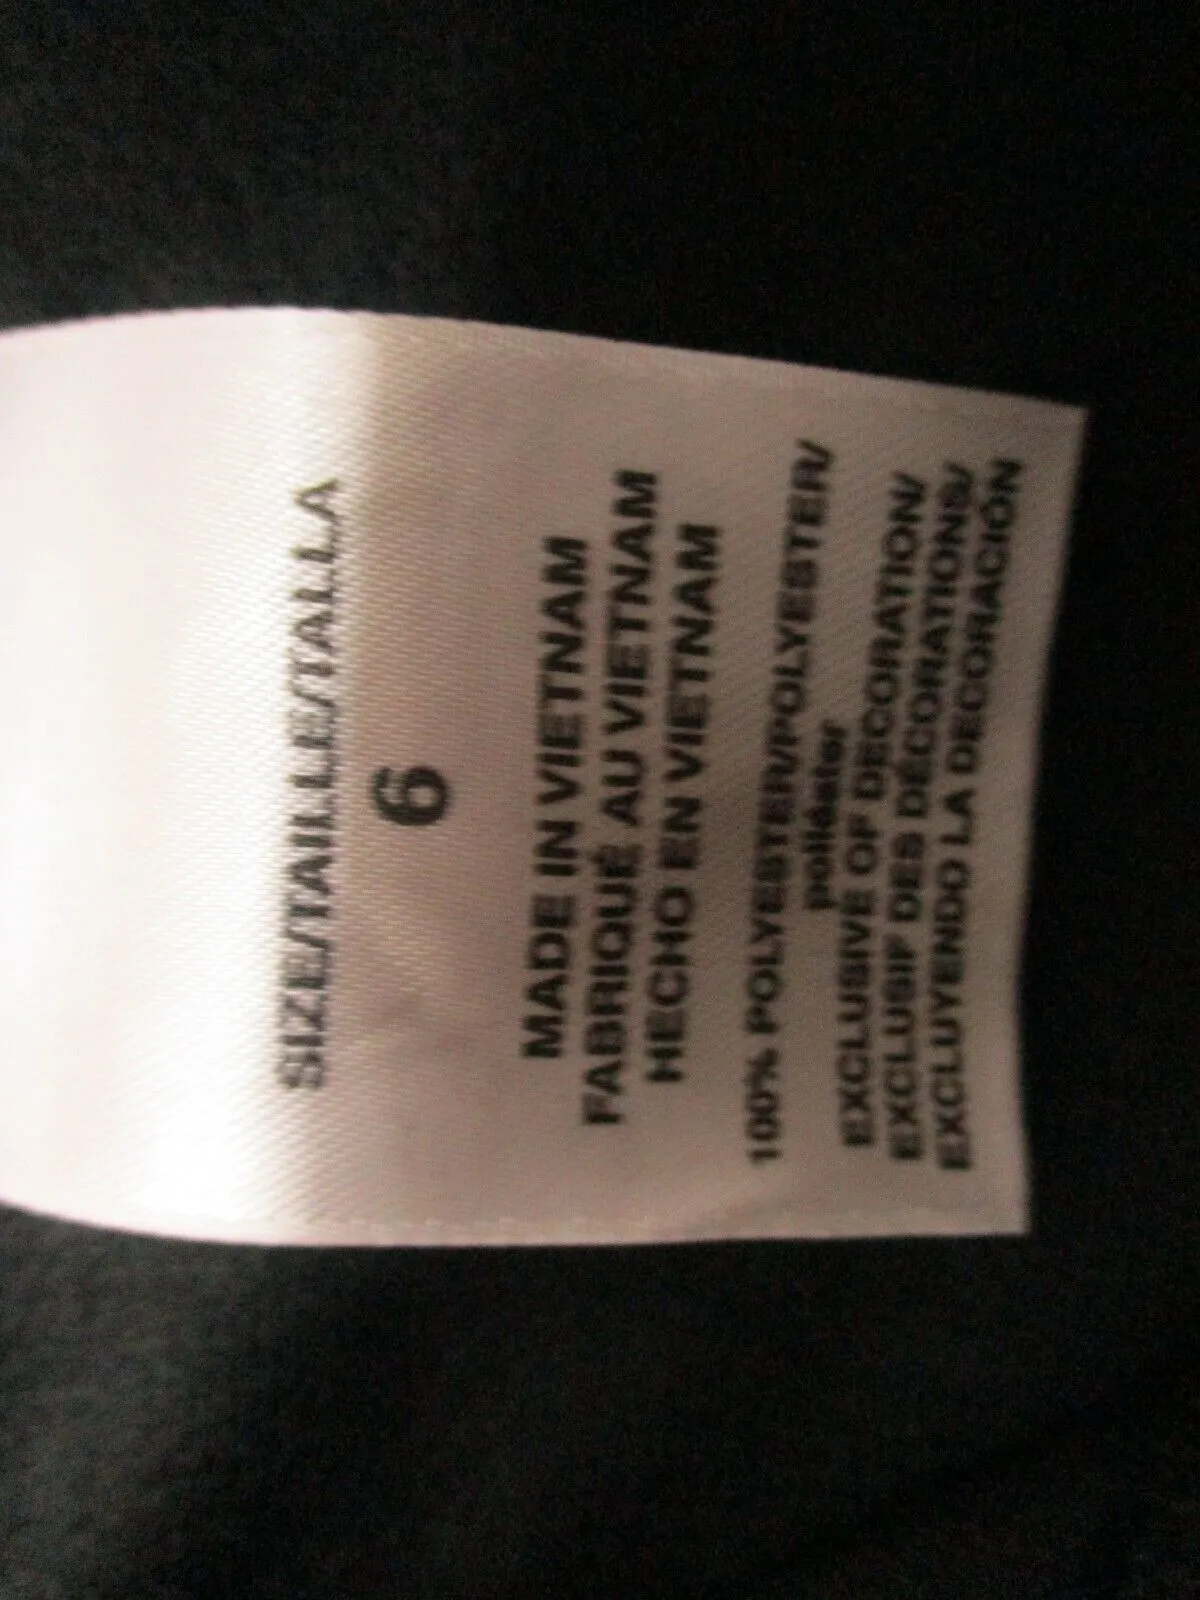 SIZE/TAILLE/TALLA
6
MADE IN VIETNAM
FABRIQUÉ AU VIETNAM
HECHO EN VIETNAM
100% POLYESTER/POLYESTER/
poliéster
EXCLUSIVE OF DECORATION/
EXCLUSIF DES DÉCORATIONS/
EXCLUYENDO LA DECORACIÓN